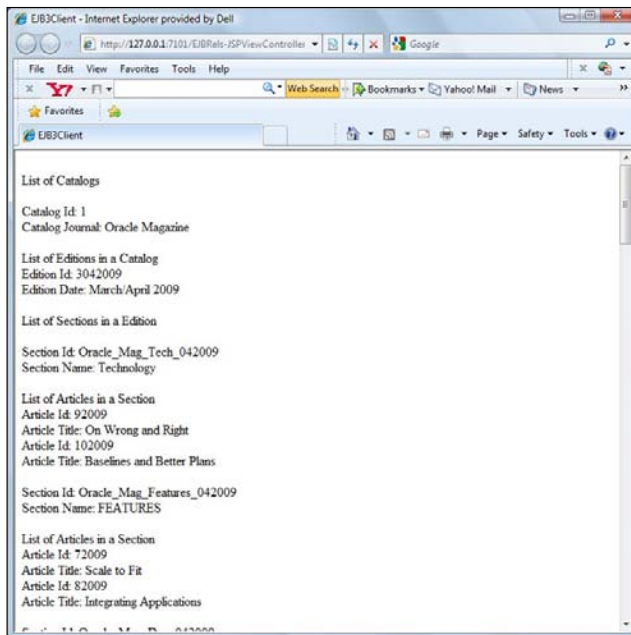 EJB3Client - Internet Explorer provided by Dell
http://127.0.0.1:7101/EJBRels-JSPViewController
Google
File Edit View Favorites Tools Help
Y7 Web Search Bookmarks Yahoo! Mail News
Favorites
EJB3Client Page Safety Tools
List of Catalogs
Catalog Id: 1
Catalog Journal: Oracle Magazine
List of Editions in a Catalog
Edition Id: 3042009
Edition Date: March/April 2009
List of Sections in a Edition
Section Id: Oracle_Mag_Tech_042009
Section Name: Technology
List of Articles in a Section
Article Id: 92009
Article Title: On Wrong and Right
Article Id: 102009
Article Title: Baselines and Better Plans
Section Id: Oracle_Mag_Features_042009
Section Name: FEATURES
List of Articles in a Section
Article Id: 72009
Article Title: Scale to Fit
Article Id: 82009
Article Title: Integrating Applications